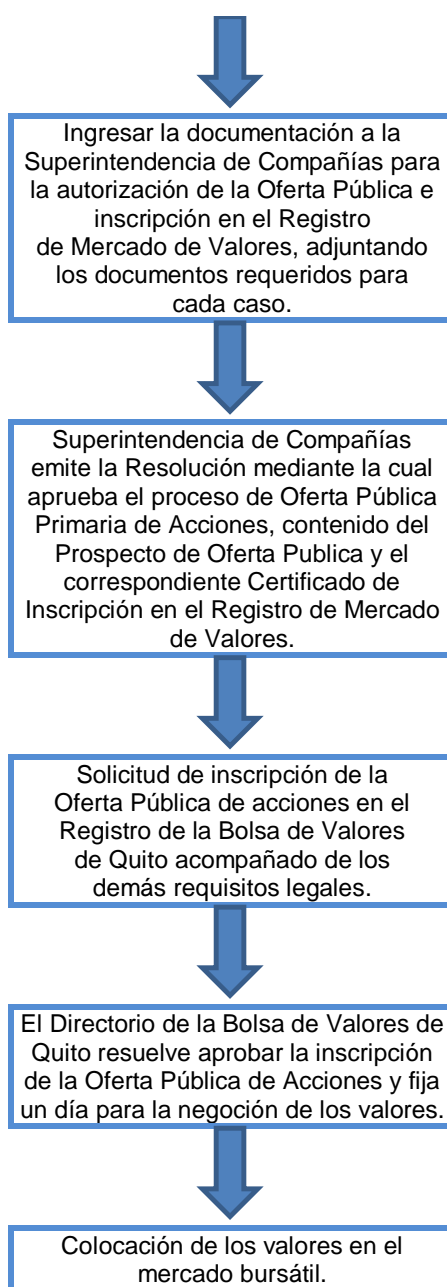 Ingresar la documentación a la
Superintendencia de Compañías para
la autorización de la Oferta Pública e
inscripción en el Registro
de Mercado de Valores, adjuntando
los documentos requeridos para
cada caso.
Superintendencia de Compañías
emite la Resolución mediante la cual
aprueba el proceso de Oferta Pública
Primaria de Acciones, contenido del
Prospecto de Oferta Publica y el
correspondiente Certificado de
Inscripción en el Registro de Mercado
de Valores.
Solicitud de inscripción de la
Oferta Pública de acciones en el
Registro de la Bolsa de Valores
de Quito acompañado de los
demás requisitos legales.
El Directorio de la Bolsa de Valores de
Quito resuelve aprobar la inscripción
de la Oferta Pública de Acciones y fija
un día para la negoción de los valores.
Colocación de los valores en el
mercado bursátil.